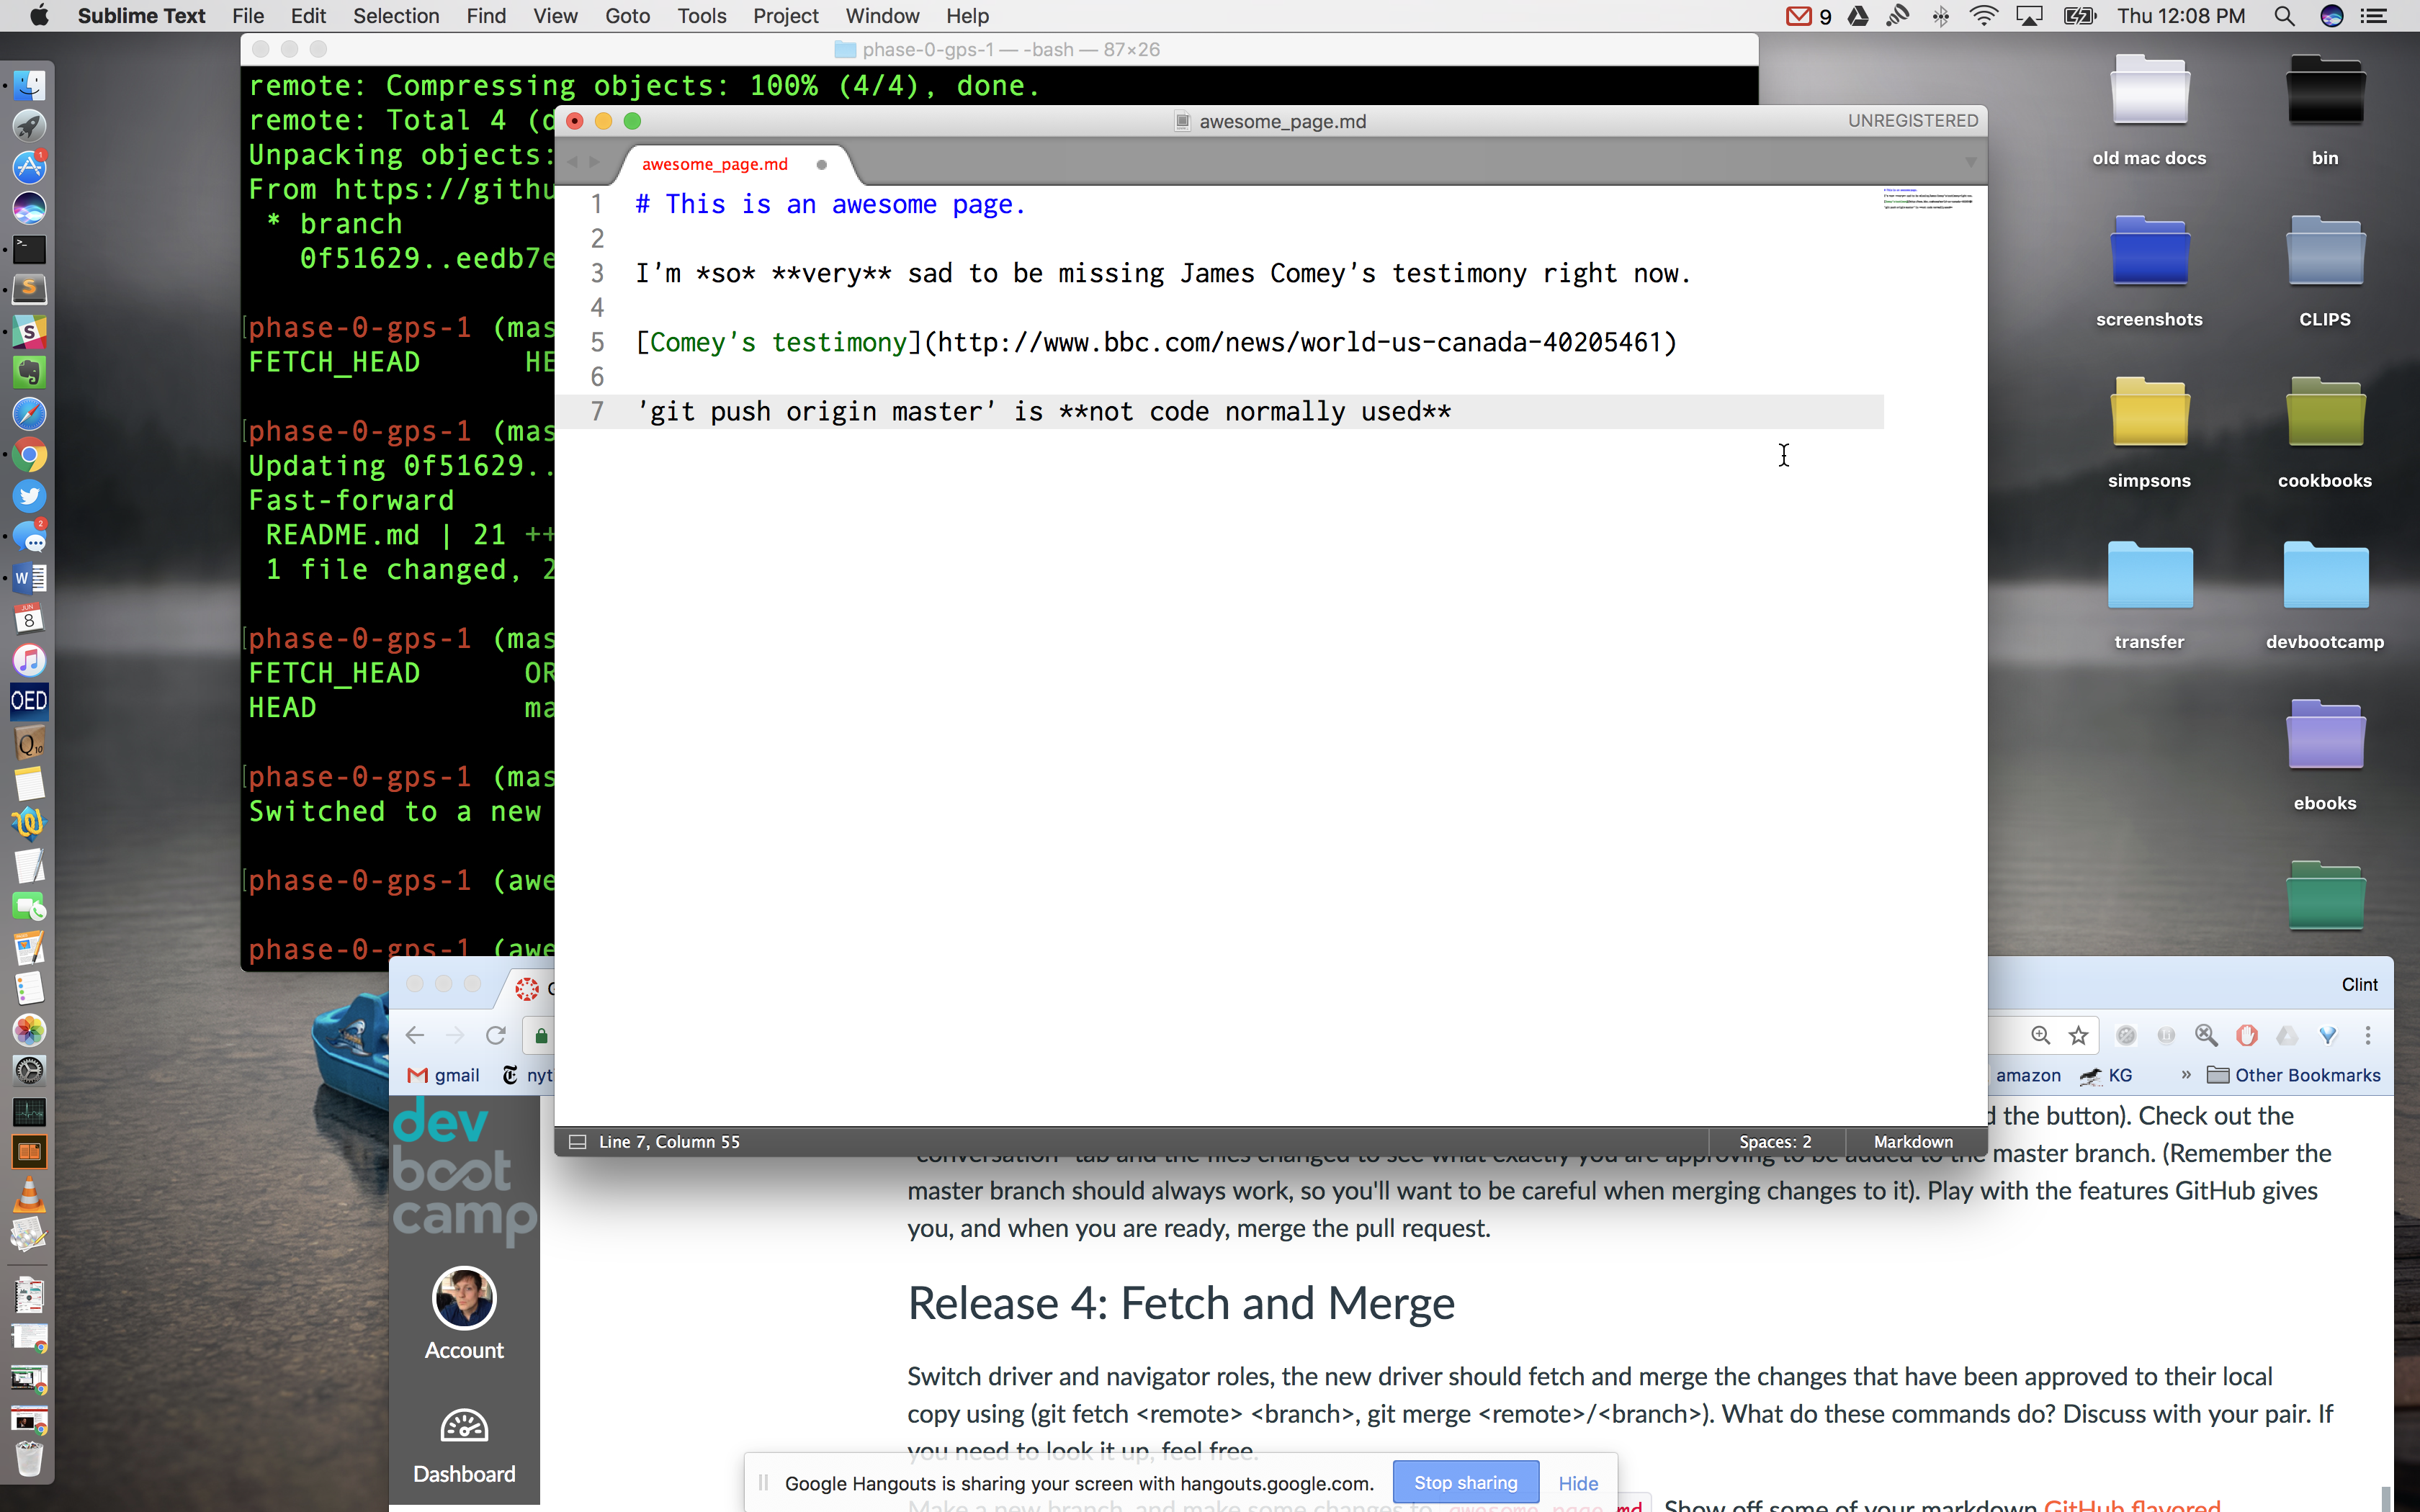 Sublime Text File Edit Selection Find View Goto Tools Project Window Help 9 Thu 12:08 PM
phase-0-gps-1 — -bash — 87×26
remote: Compressing objects: 100% (4/4), done.
remote: Total 4 (d
Unpacking objects:
From https://githu
* branch
0f51629..eedb7e
phase-0-gps-1 (mas
FETCH_HEAD HE
phase-0-gps-1 (mas
Updating 0f51629..
Fast-forward
README.md | 21 ++
1 file changed, 2
phase-0-gps-1 (mas
FETCH_HEAD OR
HEAD ma
phase-0-gps-1 (mas
Switched to a new
phase-0-gps-1 (awe
phase-0-gps-1 (awe
awesome_page.md UNREGISTERED
awesome_page.md
1 # This is an awesome page.
2
3 I'm *so* **very** sad to be missing James Comey's testimony right now.
4
5 [Comey's testimony](http://www.bbc.com/news/world-us-canada-40205461)
6
7 'git push origin master' is **not code normally used**
Line 7, Column 55 Spaces: 2 Markdown
old mac docs bin
screenshots CLIPS
simpsons cookbooks
transfer devbootcamp
ebooks
1
2
W
JUN
8
OED
Q10
Clint
gmail nyt amazon KG » Other Bookmarks
dev
boot
camp
Account
Dashboard
d the button). Check out the
"conversation" tab and the files changed to see what exactly you are approving to be added to the master branch. (Remember the
master branch should always work, so you'll want to be careful when merging changes to it). Play with the features GitHub gives
you, and when you are ready, merge the pull request.
Release 4: Fetch and Merge
Switch driver and navigator roles, the new driver should fetch and merge the changes that have been approved to their local
copy using (git fetch <remote> <branch>, git merge <remote>/<branch>). What do these commands do? Discuss with your pair. If
you need to look it up, feel free.
Google Hangouts is sharing your screen with hangouts.google.com. Stop sharing Hide
Make a new branch, and make some changes to awesome_page.md Show off some of your markdown GitHub flavored